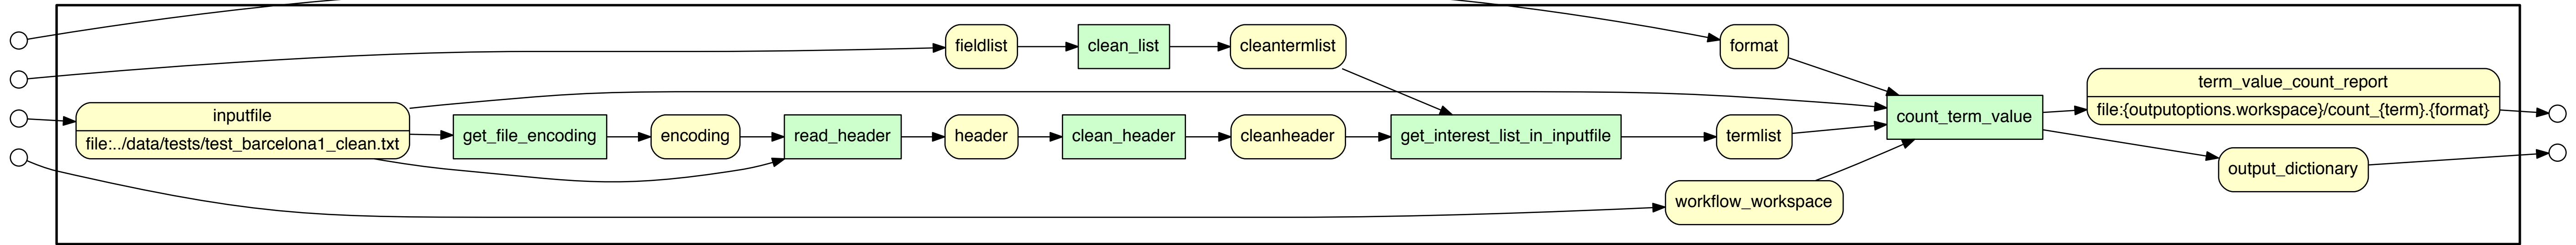 fieldlist
clean_list
cleantermlist
format
inputfile
file:../data/tests/test_barcelona1_clean.txt
get_file_encoding
encoding
read_header
header
clean_header
cleanheader
get_interest_list_in_inputfile
termlist
workflow_workspace
count_term_value
term_value_count_report
file:{outputoptions.workspace}/count_{term}.{format}
output_dictionary